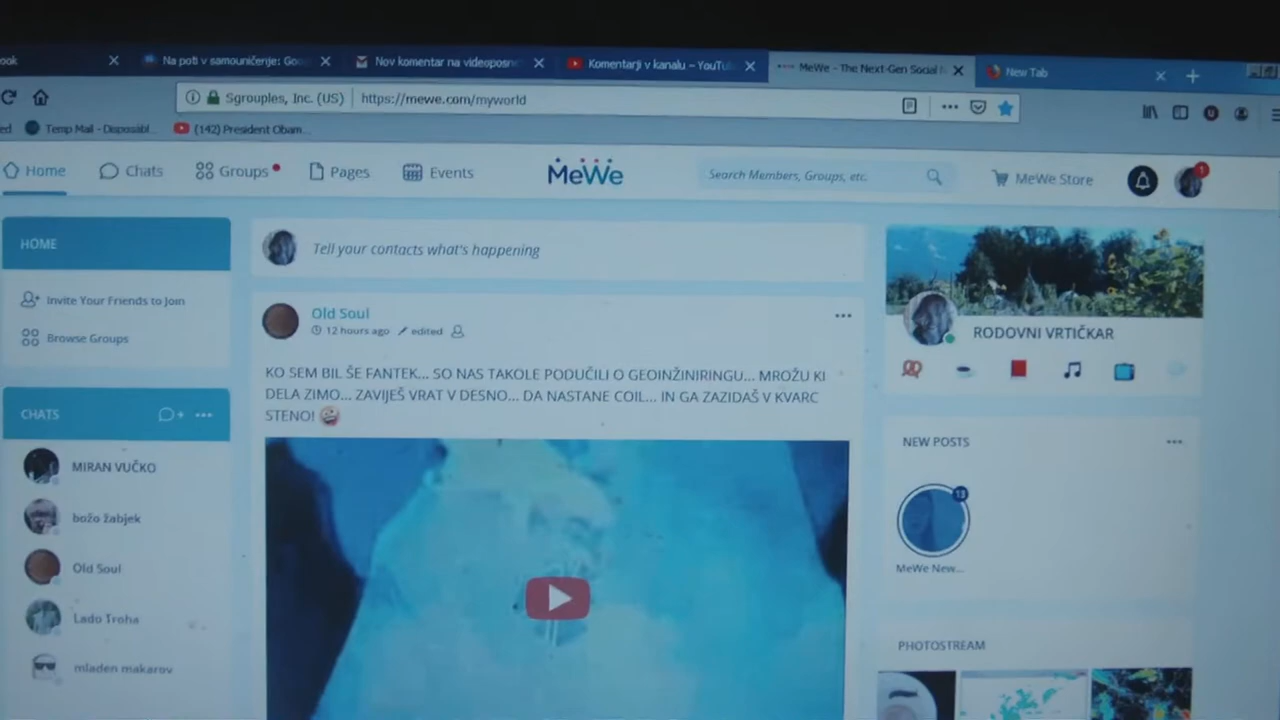 ook
Na poti v samouničenje: Go
Nov komentar na videoposn
Komentarji v kanalu – YouTu
MeWe - The Next-Gen Social N
New Tab
Sgrouples, Inc. (US)
https://mewe.com/myworld
ed
Temp Mail - Disposabl...
(142) President Obam...
Home
Chats
Groups
Pages
Events
MeWe
Search Members, Groups, etc.
MeWe Store
1
HOME
Invite Your Friends to Join
Browse Groups
CHATS
MIRAN VUČKO
božo žabjek
Old Soul
Lado Troha
mladen makarov
Tell your contacts what's happening
Old Soul
12 hours ago edited
KO SEM BIL ŠE FANTEK... SO NAS TAKOLE PODUČILI O GEOINŽINIRINGU... MROŽU KI
DELA ZIMO... ZAVIJEŠ VRAT V DESNO... DA NASTANE COIL... IN GA ZAZIDAŠ V KVARC
STENO!
RODOVNI VRTIČKAR
NEW POSTS
13
MeWe New...
PHOTOSTREAM